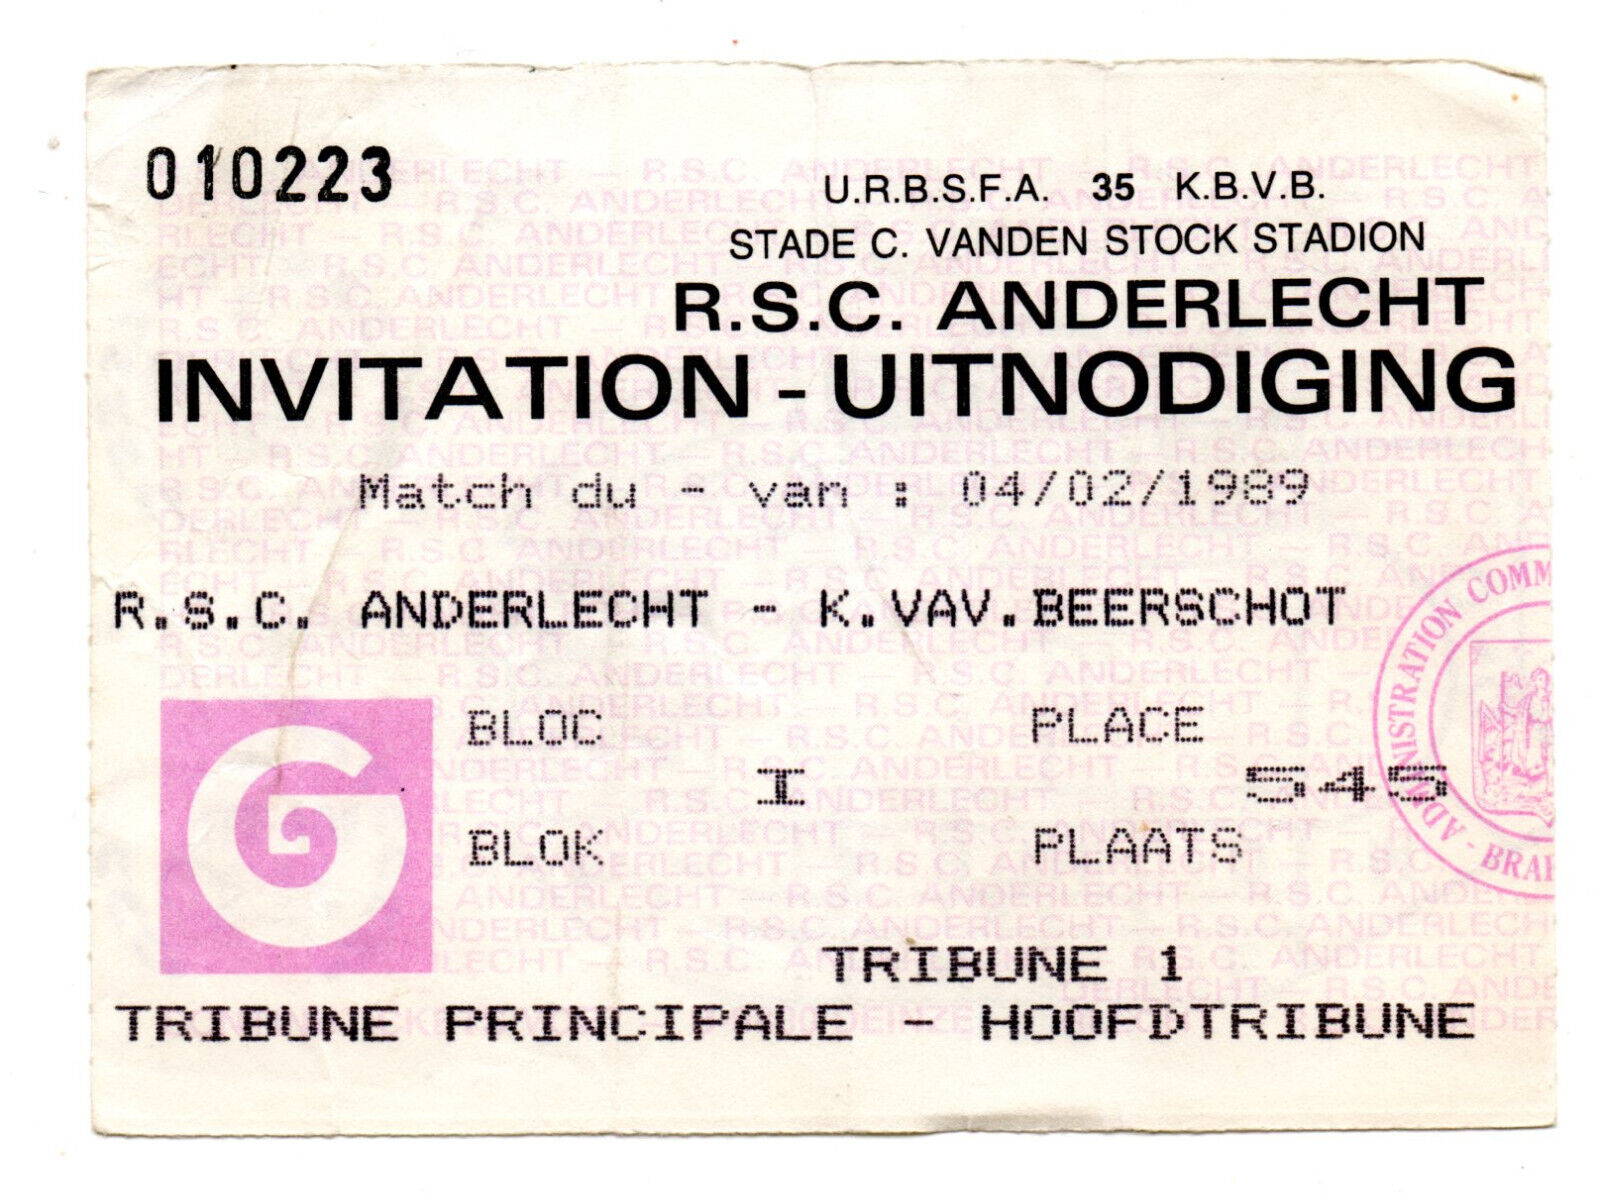 010223
U.R.B.S.F.A. 35 K.B.V.B.
STADE C. VANDEN STOCK STADION
R.S.C. ANDERLECHT
INVITATION - UITNODIGING
Match du - van : 04/02/1989
R.S.C. ANDERLECHT - K.VAV.BEERSCHOT
BLOC PLACE
I 545
BLOK PLAATS
G
ADMINISTRATION COMM
TRIBUNE 1
TRIBUNE PRINCIPALE - HOOFDTRIBUNE